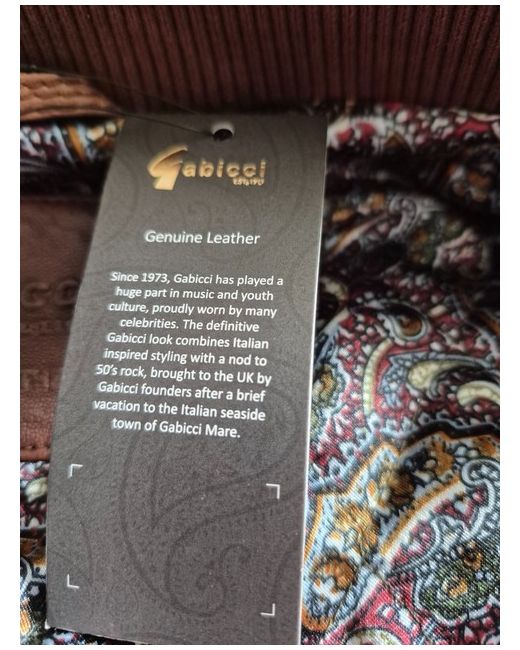 Gabicci
EST. 1973
Genuine Leather
Since 1973, Gabicci has played a
huge part in music and youth
culture, proudly worn by many
celebrities. The definitive
Gabicci look combines Italian
inspired styling with a nod to
50's rock, brought to the UK by
Gabicci founders after a brief
vacation to the Italian seaside
town of Gabicci Mare.